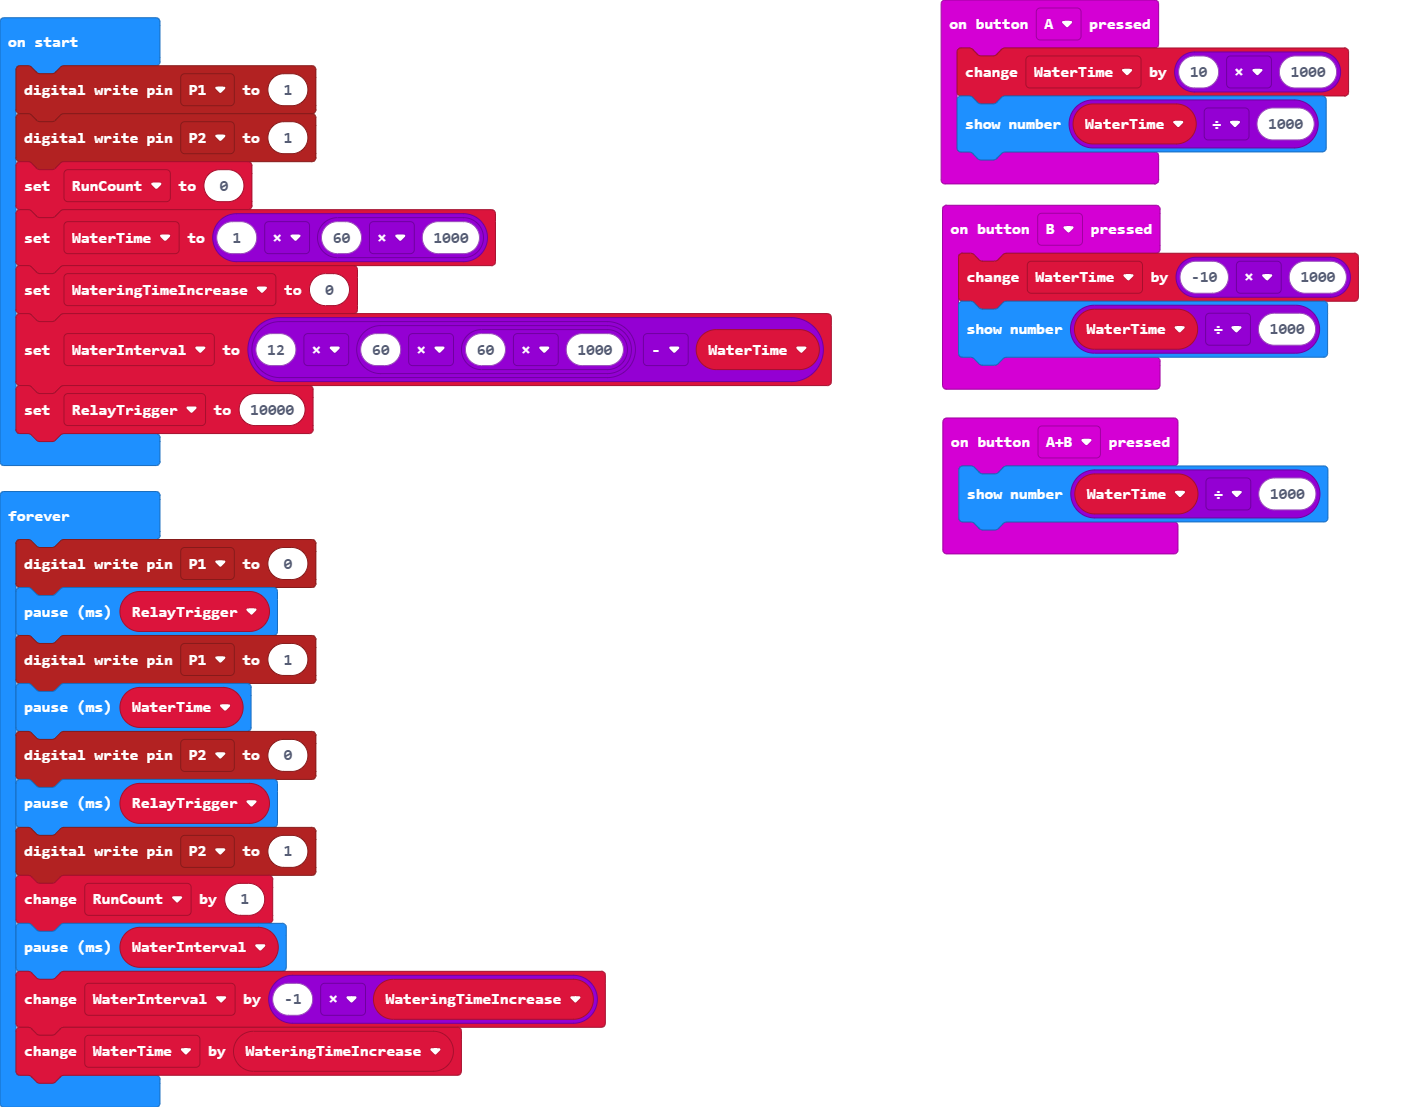 on start
digital write pin P1 to 1
digital write pin P2 to 1
set RunCount to 0
set WaterTime to 1 × 60 × 1000
set WateringTimeIncrease to 0
set WaterInterval to 12 × 60 × 60 × 1000 - WaterTime
set RelayTrigger to 10000
forever
digital write pin P1 to 0
pause (ms) RelayTrigger
digital write pin P1 to 1
pause (ms) WaterTime
digital write pin P2 to 0
pause (ms) RelayTrigger
digital write pin P2 to 1
change RunCount by 1
pause (ms) WaterInterval
change WaterInterval by -1 × WateringTimeIncrease
change WaterTime by WateringTimeIncrease
on button A pressed
change WaterTime by 10 × 1000
show number WaterTime ÷ 1000
on button B pressed
change WaterTime by -10 × 1000
show number WaterTime ÷ 1000
on button A+B pressed
show number WaterTime ÷ 1000